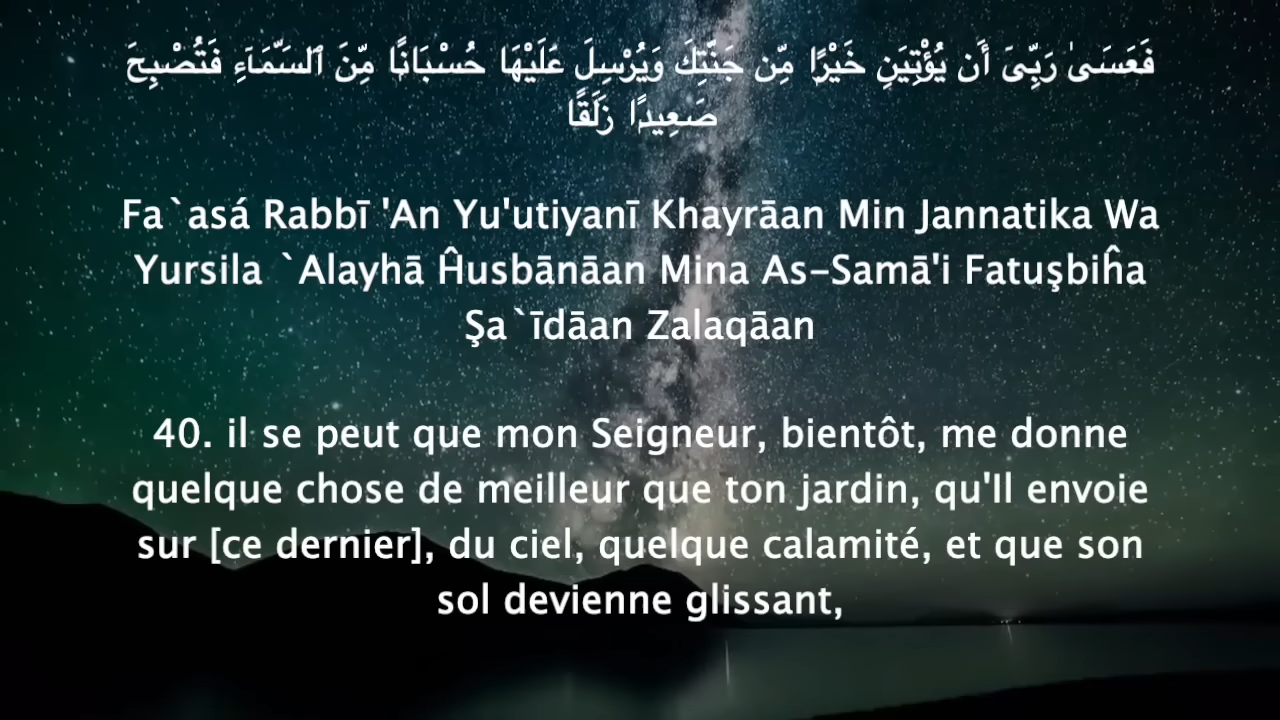 فَعَسَىٰ رَبِّىٓ أَن يُؤْتِيَنِ خَيْرًۭا مِّن جَنَّتِكَ وَيُرْسِلَ عَلَيْهَا حُسْبَانًۭا مِّنَ ٱلسَّمَآءِ فَتُصْبِحَ
صَعِيدًۭا زَلَقًا
Fa`asá Rabbī 'An Yu'utiyanī Khayrāan Min Jannatika Wa
Yursila `Alayhā Ĥusbānāan Mina As-Samā'i Fatuşbiĥa
Şa`īdāan Zalaqāan
40. il se peut que mon Seigneur, bientôt, me donne
quelque chose de meilleur que ton jardin, qu'Il envoie
sur [ce dernier], du ciel, quelque calamité, et que son
sol devienne glissant,